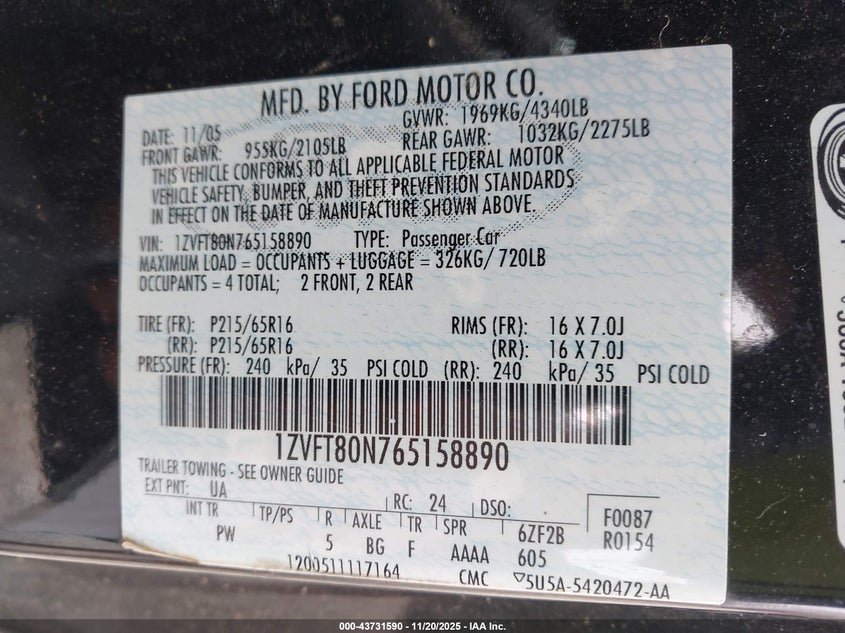 MFD. BY FORD MOTOR CO.
DATE: 11/05 GVWR: 1969KG/4340LB
FRONT GAWR: 955KG/2105LB REAR GAWR: 1032KG/2275LB
THIS VEHICLE CONFORMS TO ALL APPLICABLE FEDERAL MOTOR
VEHICLE SAFETY, BUMPER, AND THEFT PREVENTION STANDARDS
IN EFFECT ON THE DATE OF MANUFACTURE SHOWN ABOVE.
VIN: 1ZVFT80N765158890 TYPE: Passenger Car
MAXIMUM LOAD = OCCUPANTS + LUGGAGE = 326KG/ 720LB
OCCUPANTS = 4 TOTAL; 2 FRONT, 2 REAR
TIRE (FR): P215/65R16 RIMS (FR): 16 X 7.0J
(RR): P215/65R16 (RR): 16 X 7.0J
PRESSURE (FR): 240 kPa/ 35 PSI COLD (RR): 240 kPa/ 35 PSI COLD
1ZVFT80N765158890
TRAILER TOWING - SEE OWNER GUIDE
EXT PNT: UA RC: 24 DSO: F0087
INT TR TP/PS R AXLE TR SPR 6ZF2B R0154
PW 5 BG F AAAA 605
1200511117164 CMC 5U5A-5420472-AA
000-43731590 - 11/20/2025 - IAA Inc.